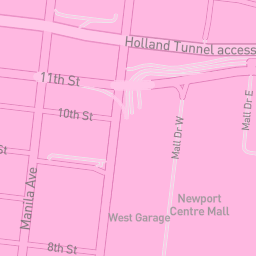 Holland Tunnel access
11th St
10th St
Mall Dr W
Mall Dr E
Manila Ave
Newport
Centre Mall
West Garage
8th St